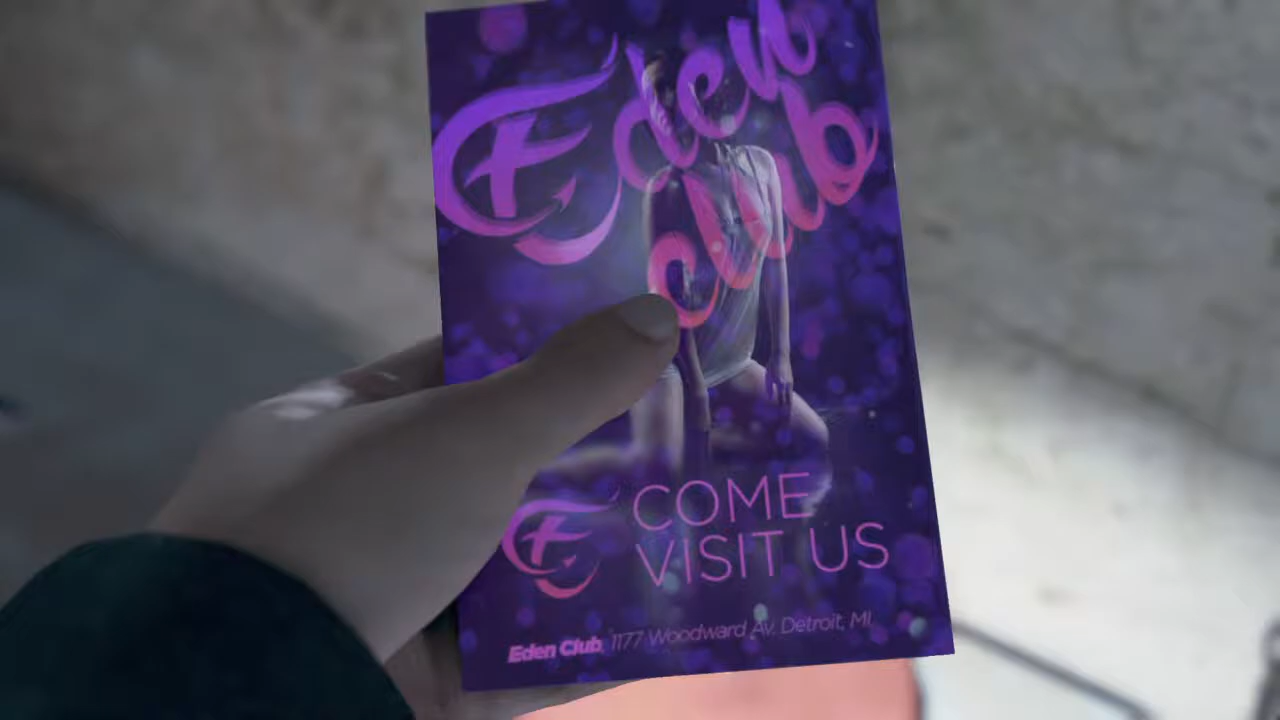 Eden
club
COME
VISIT US
Eden Club, 1177 Woodward Av. Detroit, MI